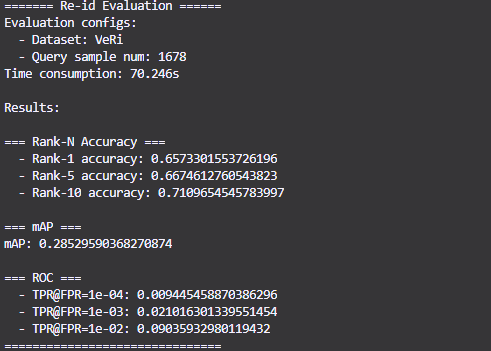 ======= Re-id Evaluation ======
Evaluation configs:
- Dataset: VeRi
- Query sample num: 1678
Time consumption: 70.246s
Results:
=== Rank-N Accuracy ===
- Rank-1 accuracy: 0.6573301553726196
- Rank-5 accuracy: 0.6674612760543823
- Rank-10 accuracy: 0.7109654545783997
=== mAP ===
mAP: 0.28529590368270874
=== ROC ===
- TPR@FPR=1e-04: 0.009445458870386296
- TPR@FPR=1e-03: 0.021016301339551454
- TPR@FPR=1e-02: 0.09035932980119432
==============================